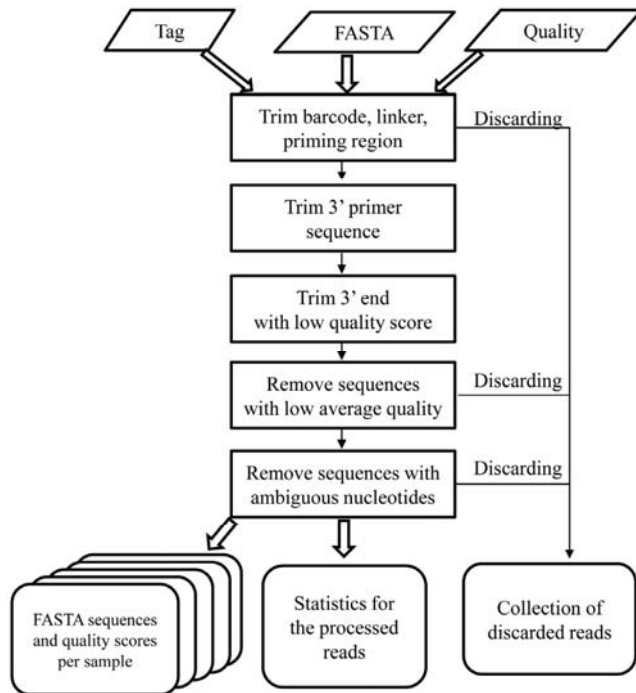 Tag
FASTA
Quality
Trim barcode, linker,
priming region
Discarding
Trim 3’ primer
sequence
Trim 3’ end
with low quality score
Remove sequences
with low average quality
Discarding
Remove sequences with
ambiguous nucleotides
Discarding
FASTA sequences
and quality scores
per sample
Statistics for
the processed
reads
Collection of
discarded reads